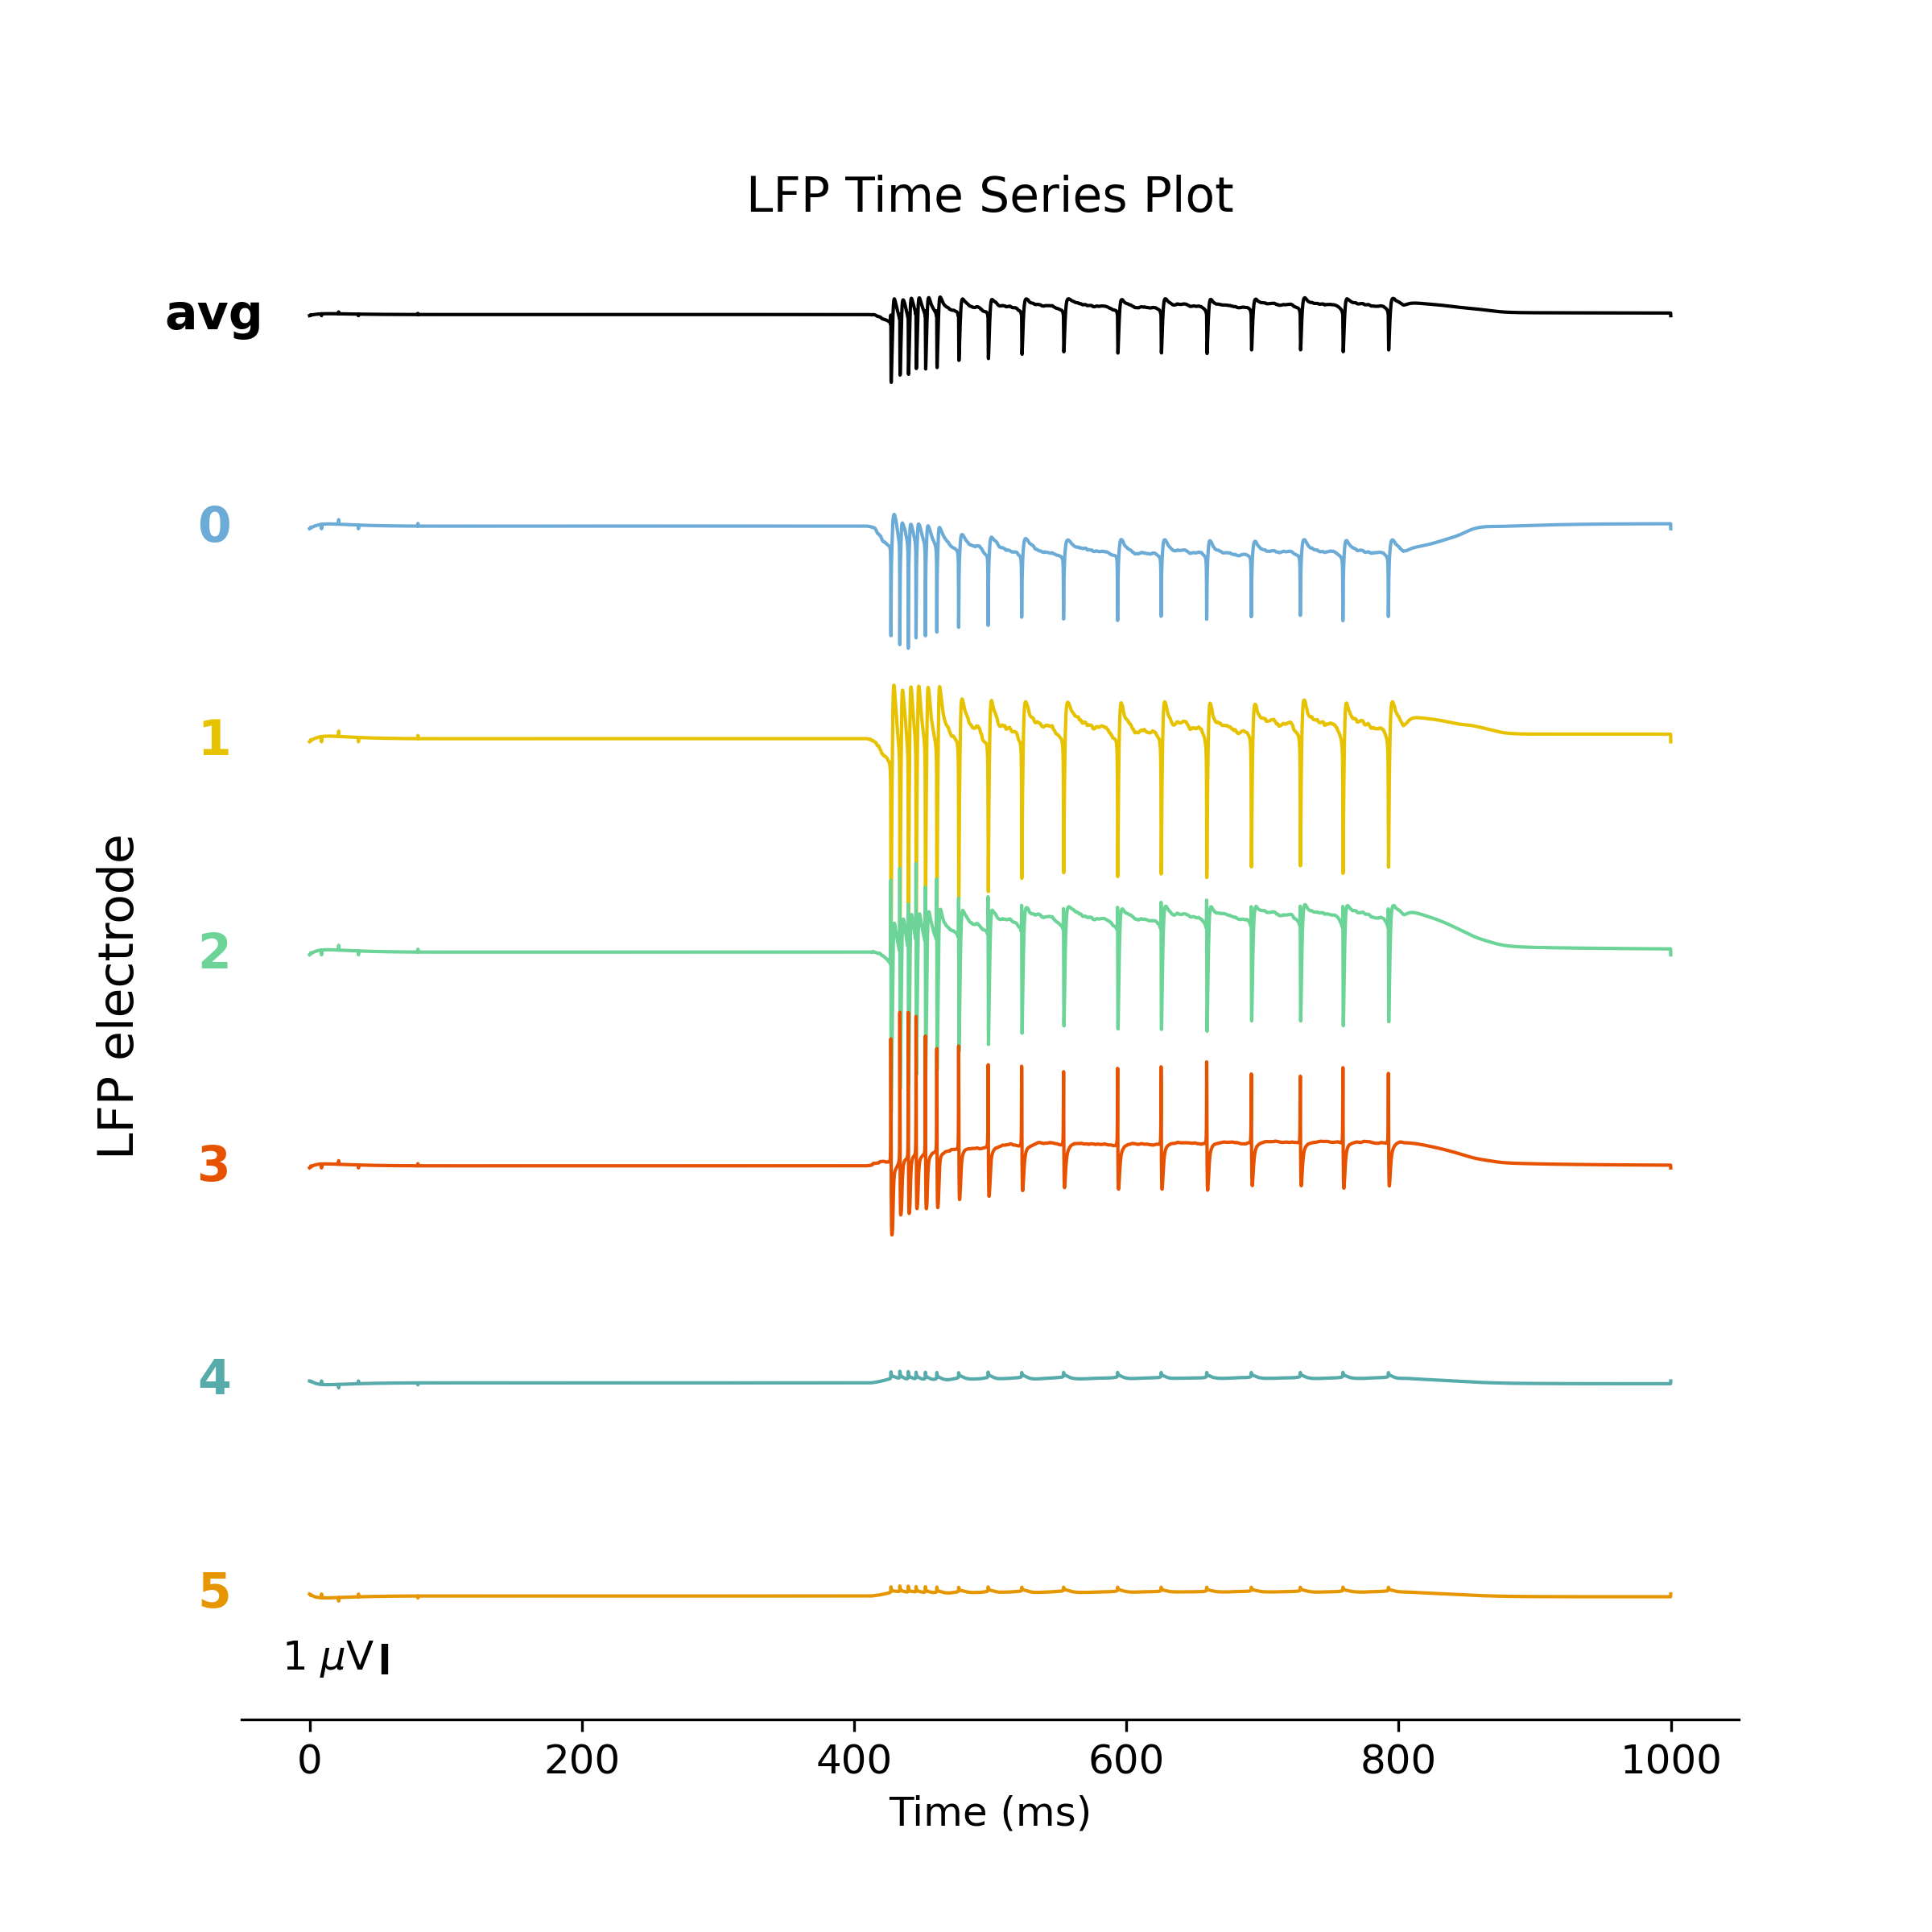 LFP Time Series Plot
avg
0
1
2
3
4
5
LFP electrode
1 μV
0 200 400 600 800 1000
Time (ms)